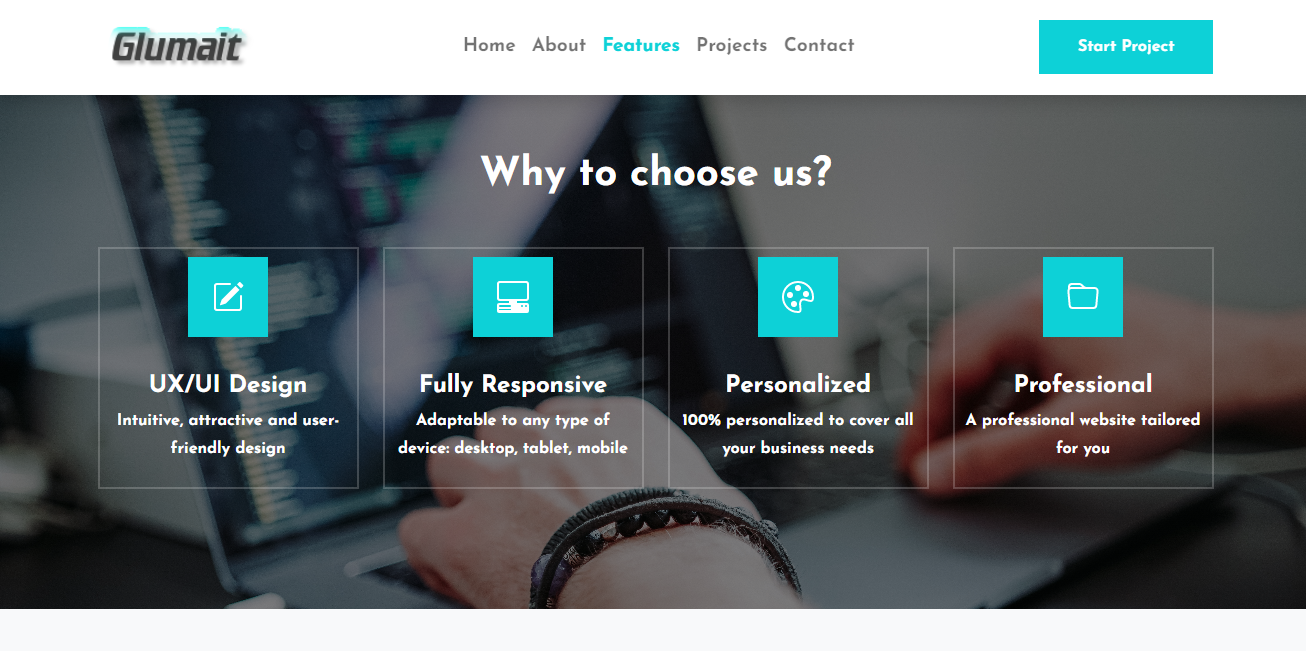 Glumait
Home About Features Projects Contact
Start Project
Why to choose us?
UX/UI Design
Intuitive, attractive and user-
friendly design
Fully Responsive
Adaptable to any type of
device: desktop, tablet, mobile
Personalized
100% personalized to cover all
your business needs
Professional
A professional website tailored
for you